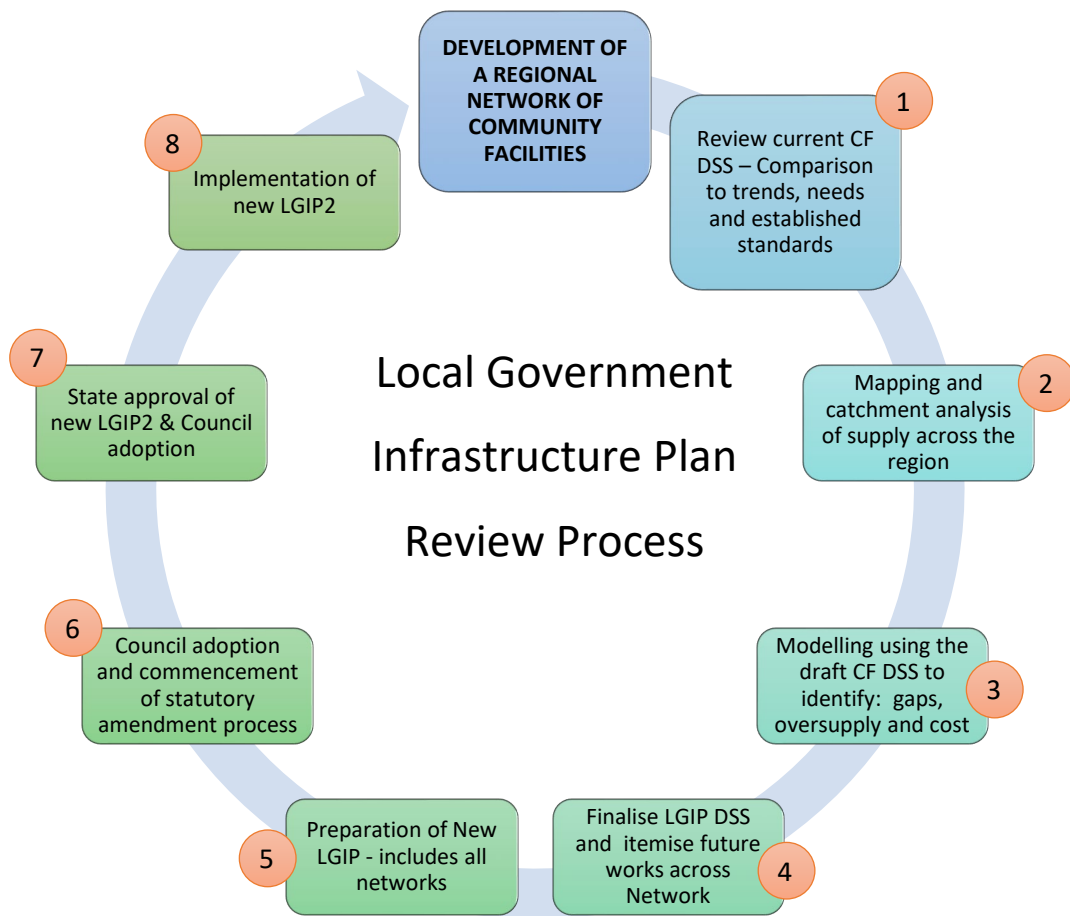 DEVELOPMENT OF
A REGIONAL
NETWORK OF
COMMUNITY
FACILITIES
1
Review current CF
DSS – Comparison
to trends, needs
and established
standards
2
Mapping and
catchment analysis
of supply across the
region
3
Modelling using the
draft CF DSS to
identify:  gaps,
oversupply and cost
4
Finalise LGIP DSS
and  itemise future
works across
Network
5
Preparation of New
LGIP - includes all
networks
6
Council adoption
and commencement
of statutory
amendment process
7
State approval of
new LGIP2 & Council
adoption
8
Implementation of
new LGIP2
Local Government
Infrastructure Plan
Review Process